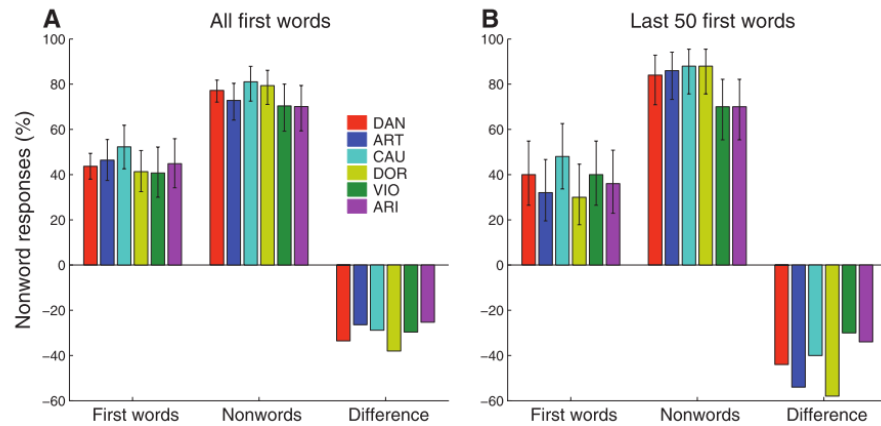 A
All first words
B
Last 50 first words
Nonword responses (%)
100
80
60
40
20
0
−20
−40
−60
DAN
ART
CAU
DOR
VIO
ARI
First words
Nonwords
Difference
100
80
60
40
20
0
−20
−40
−60
First words
Nonwords
Difference